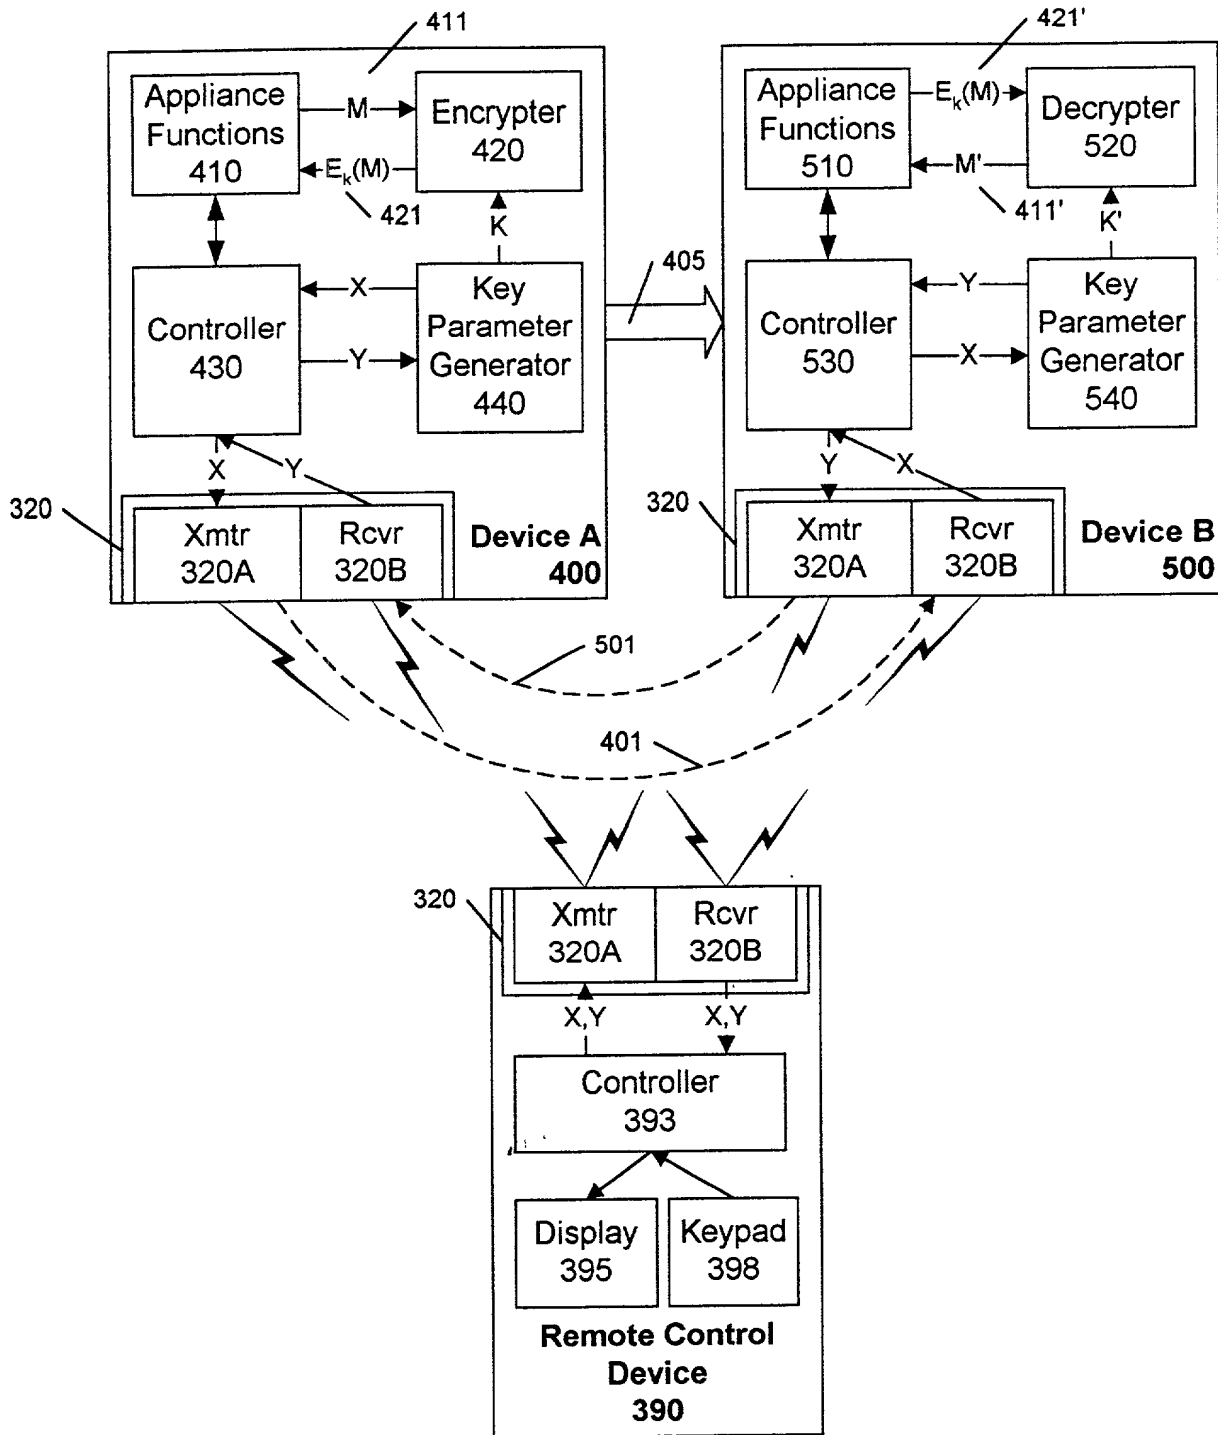 411
Appliance
Functions
410
M
Encrypter
420
Ek(M)
421
K
Controller
430
X
Y
Key
Parameter
Generator
440
X
Y
320
Xmtr
320A
Rcvr
320B
Device A
400
405
421'
Appliance
Functions
510
Ek(M)
Decrypter
520
M'
411'
K'
Controller
530
Y
X
Key
Parameter
Generator
540
Y
X
320
Xmtr
320A
Rcvr
320B
Device B
500
501
401
320
Xmtr
320A
Rcvr
320B
X,Y
X,Y
Controller
393
Display
395
Keypad
398
Remote Control
Device
390